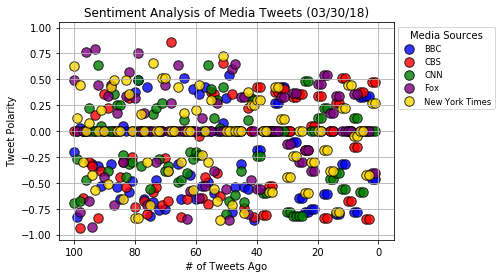 Sentiment Analysis of Media Tweets (03/30/18)
Media Sources
BBC
CBS
CNN
Fox
New York Times
Tweet Polarity
1.00
0.75
0.50
0.25
0.00
−0.25
−0.50
−0.75
−1.00
100 80 60 40 20 0
# of Tweets Ago